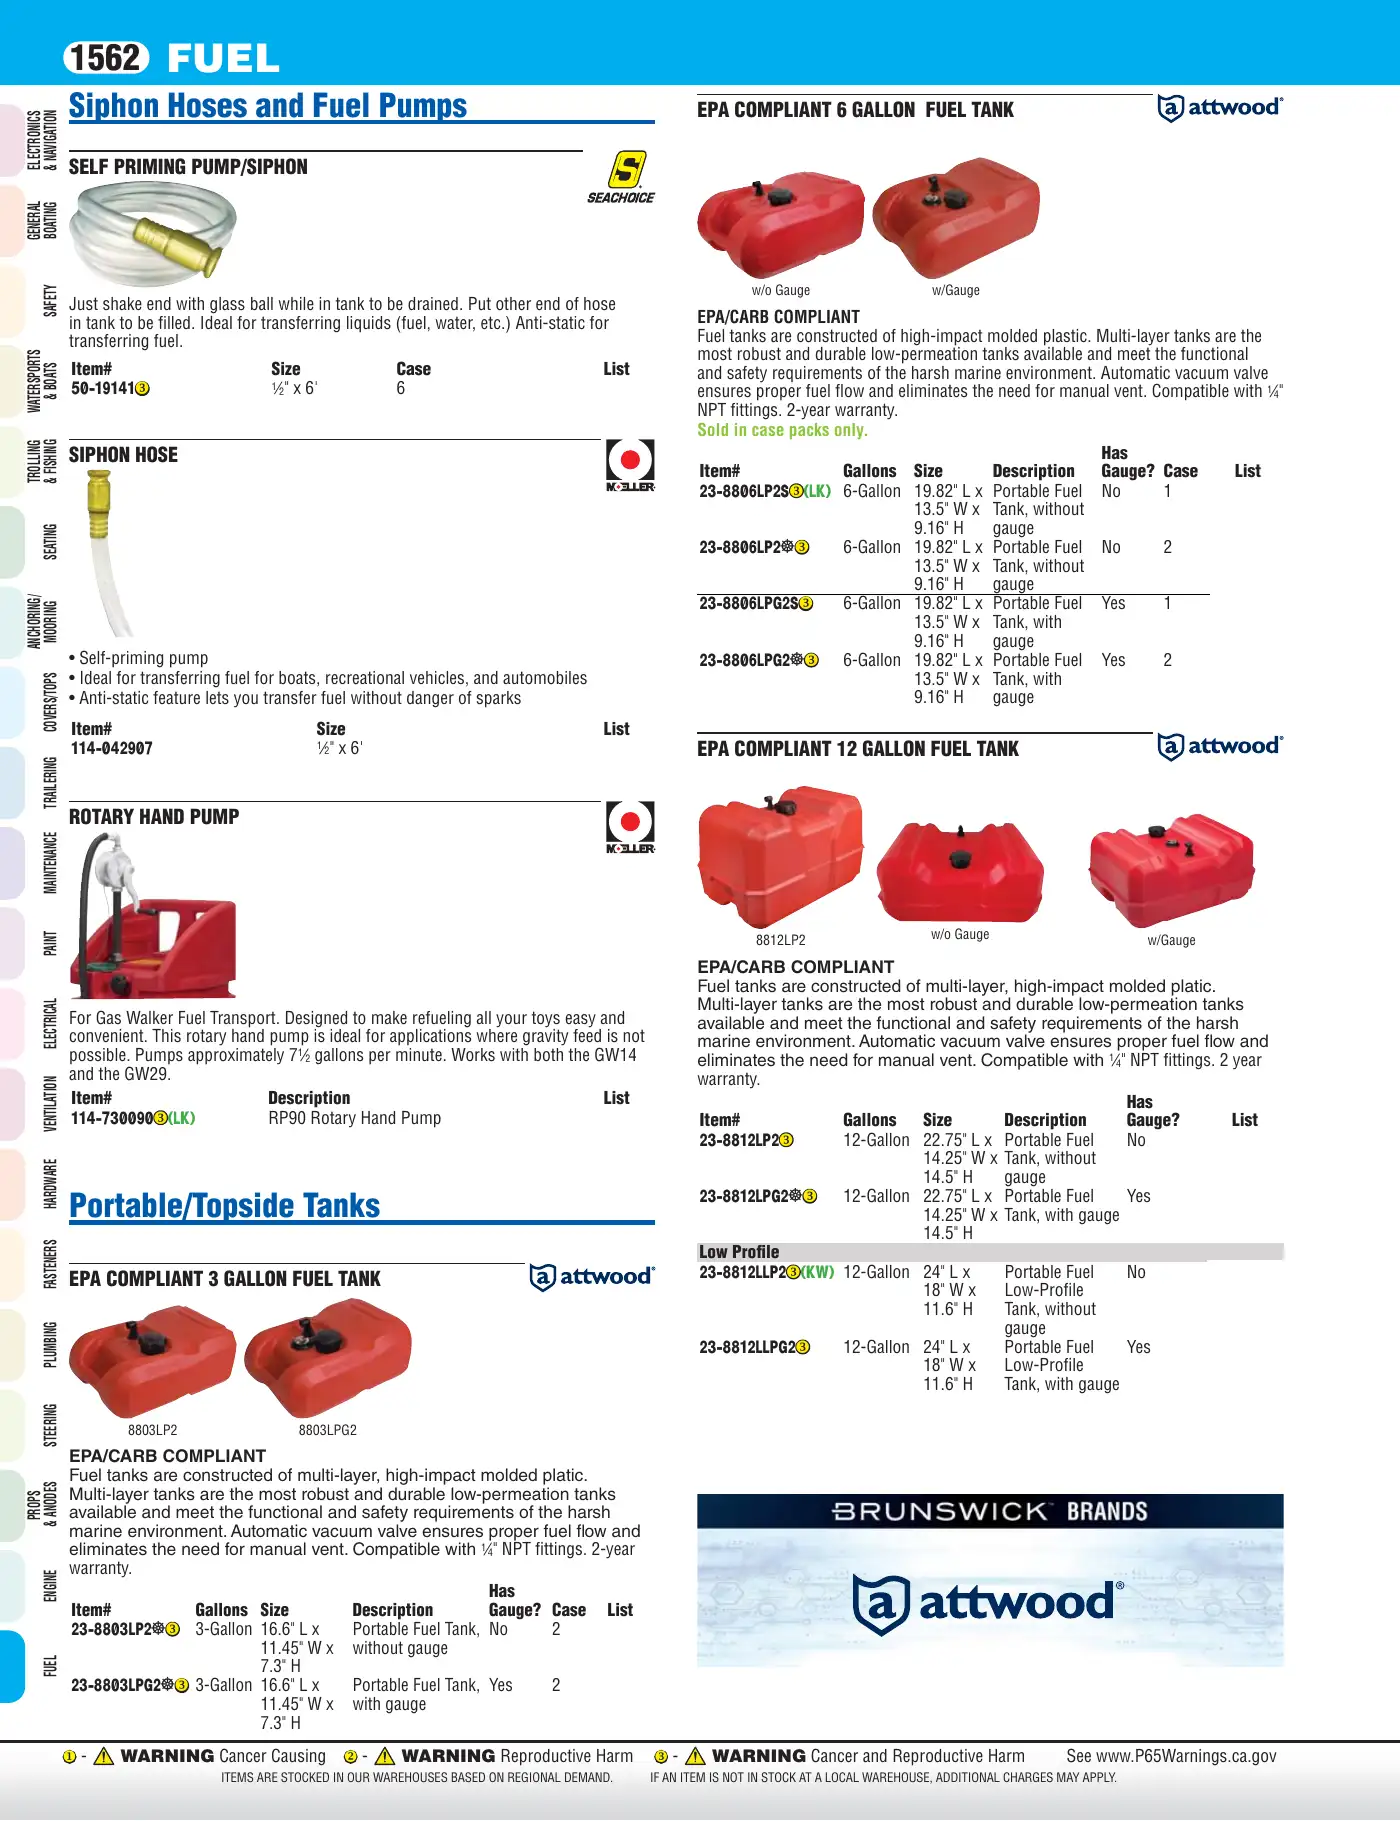 1562 FUEL
ELECTRONICS
& NAVIGATION
GENERAL
BOATING
SAFETY
WATERSPORTS
& BOATS
TROLLING
& FISHING
SEATING
ANCHORING/
MOORING
COVERS/TOPS
TRAILERING
MAINTENANCE
PAINT
ELECTRICAL
VENTILATION
HARDWARE
FASTENERS
PLUMBING
STEERING
PROPS
& ANODES
ENGINE
FUEL
Siphon Hoses and Fuel Pumps
SELF PRIMING PUMP/SIPHON
S
SEACHOICE
Just shake end with glass ball while in tank to be drained. Put other end of hose
in tank to be filled. Ideal for transferring liquids (fuel, water, etc.) Anti-static for
transferring fuel.
Item# Size Case List
50-19141 3 ½" x 6' 6
SIPHON HOSE
MOELLER
• Self-priming pump
• Ideal for transferring fuel for boats, recreational vehicles, and automobiles
• Anti-static feature lets you transfer fuel without danger of sparks
Item# Size List
114-042907 ½" x 6'
ROTARY HAND PUMP
MOELLER
For Gas Walker Fuel Transport. Designed to make refueling all your toys easy and
convenient. This rotary hand pump is ideal for applications where gravity feed is not
possible. Pumps approximately 7½ gallons per minute. Works with both the GW14
and the GW29.
Item# Description List
114-730090 3 (LK) RP90 Rotary Hand Pump
Portable/Topside Tanks
EPA COMPLIANT 3 GALLON FUEL TANK
a attwood®
8803LP2 8803LPG2
EPA/CARB COMPLIANT
Fuel tanks are constructed of multi-layer, high-impact molded platic.
Multi-layer tanks are the most robust and durable low-permeation tanks
available and meet the functional and safety requirements of the harsh
marine environment. Automatic vacuum valve ensures proper fuel flow and
eliminates the need for manual vent. Compatible with ¼" NPT fittings. 2-year
warranty.
Has
Item# Gallons Size Description Gauge? Case List
23-8803LP2☸ 3 3-Gallon 16.6" L x Portable Fuel Tank, No 2
11.45" W x without gauge
7.3" H
23-8803LPG2☸ 3 3-Gallon 16.6" L x Portable Fuel Tank, Yes 2
11.45" W x with gauge
7.3" H
EPA COMPLIANT 6 GALLON FUEL TANK
a attwood®
w/o Gauge w/Gauge
EPA/CARB COMPLIANT
Fuel tanks are constructed of high-impact molded plastic. Multi-layer tanks are the
most robust and durable low-permeation tanks available and meet the functional
and safety requirements of the harsh marine environment. Automatic vacuum valve
ensures proper fuel flow and eliminates the need for manual vent. Compatible with ¼"
NPT fittings. 2-year warranty.
Sold in case packs only.
Has
Item# Gallons Size Description Gauge? Case List
23-8806LP2S 3 (LK) 6-Gallon 19.82" L x Portable Fuel No 1
13.5" W x Tank, without
9.16" H gauge
23-8806LP2☸ 3 6-Gallon 19.82" L x Portable Fuel No 2
13.5" W x Tank, without
9.16" H gauge
23-8806LPG2S 3 6-Gallon 19.82" L x Portable Fuel Yes 1
13.5" W x Tank, with
9.16" H gauge
23-8806LPG2☸ 3 6-Gallon 19.82" L x Portable Fuel Yes 2
13.5" W x Tank, with
9.16" H gauge
EPA COMPLIANT 12 GALLON FUEL TANK
a attwood®
8812LP2 w/o Gauge w/Gauge
EPA/CARB COMPLIANT
Fuel tanks are constructed of multi-layer, high-impact molded platic.
Multi-layer tanks are the most robust and durable low-permeation tanks
available and meet the functional and safety requirements of the harsh
marine environment. Automatic vacuum valve ensures proper fuel flow and
eliminates the need for manual vent. Compatible with ¼" NPT fittings. 2 year
warranty.
Has
Item# Gallons Size Description Gauge? List
23-8812LP2 3 12-Gallon 22.75" L x Portable Fuel No
14.25" W x Tank, without
14.5" H gauge
23-8812LPG2☸ 3 12-Gallon 22.75" L x Portable Fuel Yes
14.25" W x Tank, with gauge
14.5" H
Low Profile
23-8812LLP2 3 (KW) 12-Gallon 24" L x Portable Fuel No
18" W x Low-Profile
11.6" H Tank, without
gauge
23-8812LLPG2 3 12-Gallon 24" L x Portable Fuel Yes
18" W x Low-Profile
11.6" H Tank, with gauge
BRUNSWICK™ BRANDS
a attwood®
1 - ⚠ WARNING Cancer Causing 2 - ⚠ WARNING Reproductive Harm 3 - ⚠ WARNING Cancer and Reproductive Harm See www.P65Warnings.ca.gov
ITEMS ARE STOCKED IN OUR WAREHOUSES BASED ON REGIONAL DEMAND. IF AN ITEM IS NOT IN STOCK AT A LOCAL WAREHOUSE, ADDITIONAL CHARGES MAY APPLY.